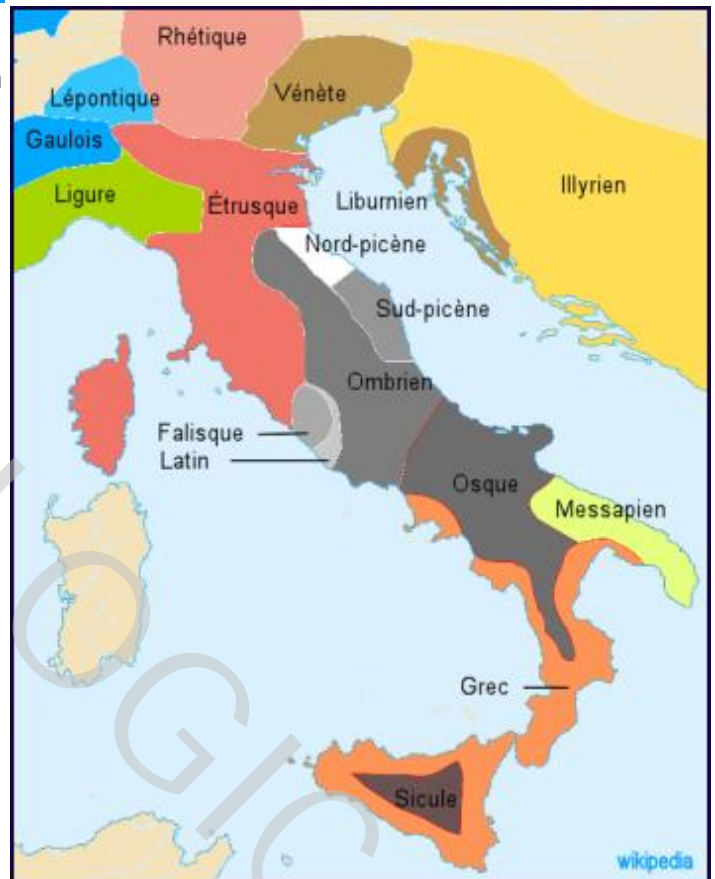 Rhétique
Lépontique
Vénète
Gaulois
Illyrien
Ligure
Étrusque
Liburnien
Nord-picène
Sud-picène
Ombrien
Falisque
Latin
Osque
Messapien
Grec
Sicule
wikipedia